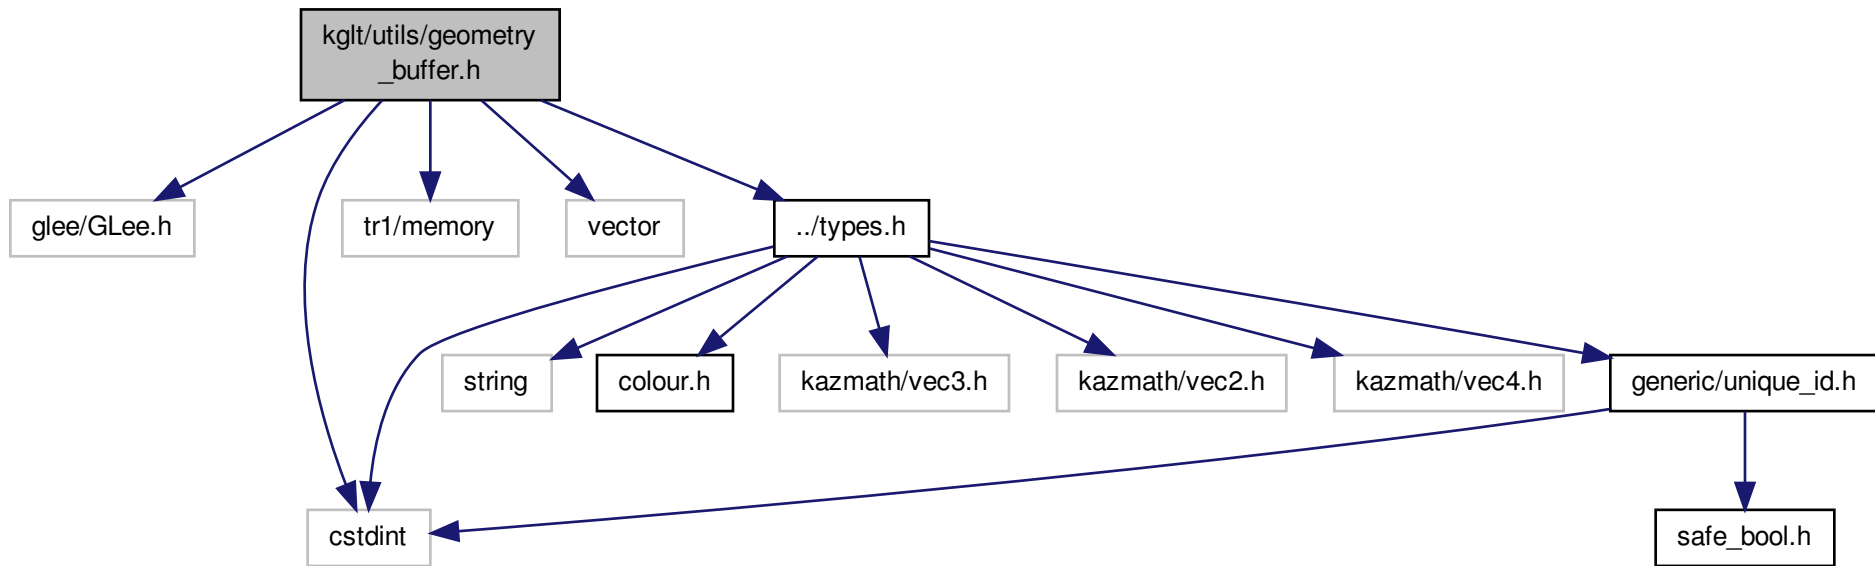 kglt/utils/geometry
_buffer.h
glee/GLee.h
tr1/memory
vector
../types.h
string
colour.h
kazmath/vec3.h
kazmath/vec2.h
kazmath/vec4.h
generic/unique_id.h
cstdint
safe_bool.h